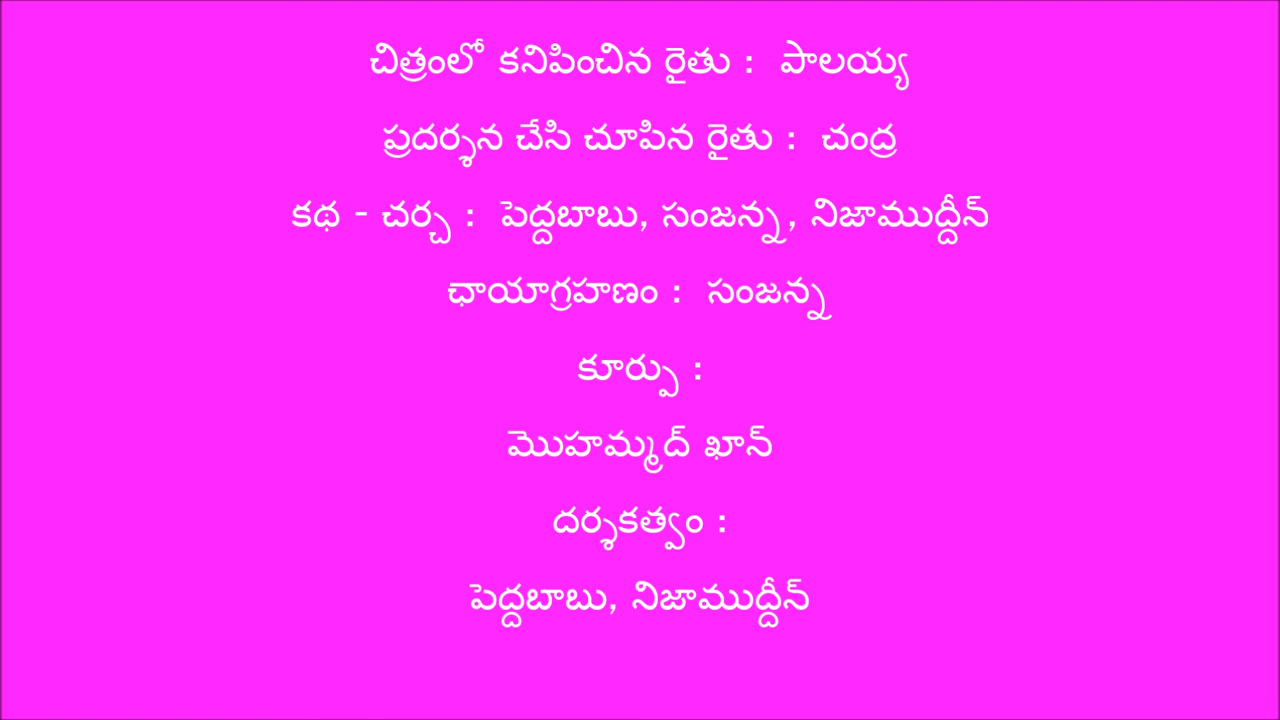 చిత్రంలో కనిపించిన రైతు :  పాలయ్య
ప్రదర్శన చేసి చూపిన రైతు :  చంద్ర
కథ - చర్చ :  పెద్దబాబు, సంజన్న, నిజాముద్దీన్
ఛాయాగ్రహణం :  సంజన్న
కూర్పు :
మొహమ్మద్ ఖాన్
దర్శకత్వం :
పెద్దబాబు, నిజాముద్దీన్